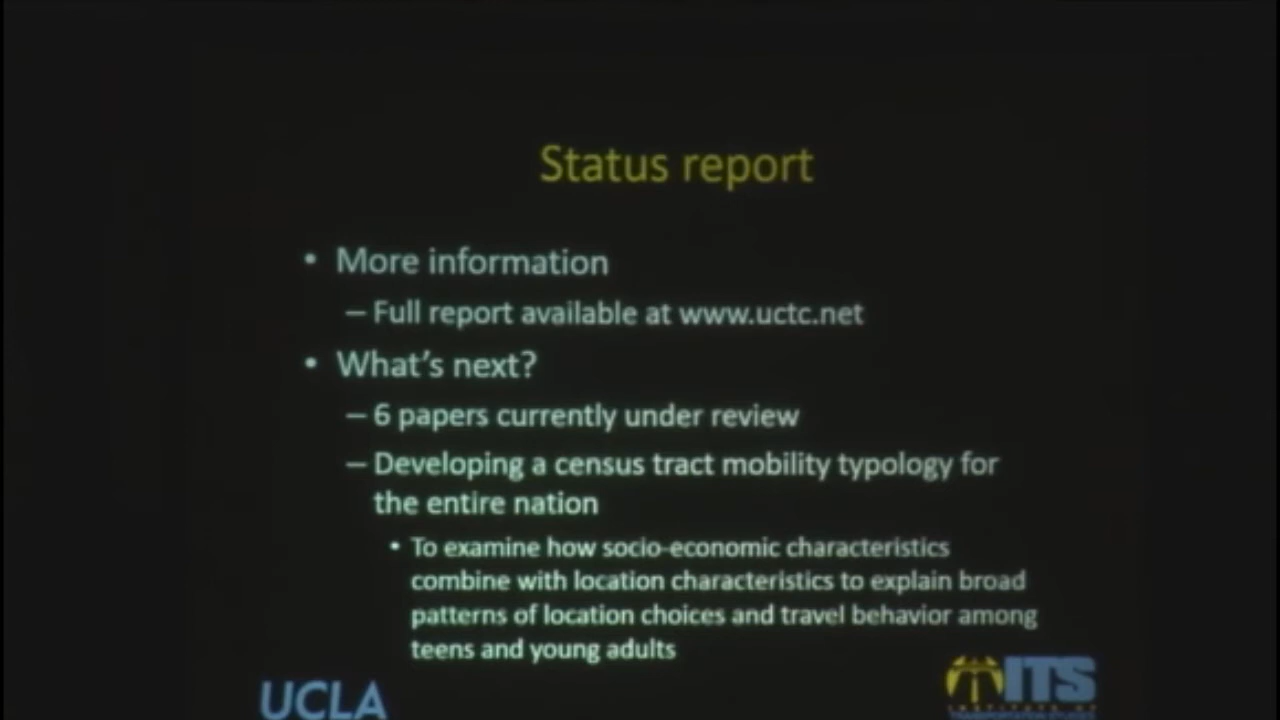 Status report
• More information
– Full report available at www.uctc.net
• What's next?
– 6 papers currently under review
– Developing a census tract mobility typology for
the entire nation
• To examine how socio-economic characteristics
combine with location characteristics to explain broad
patterns of location choices and travel behavior among
teens and young adults
UCLA
ITS